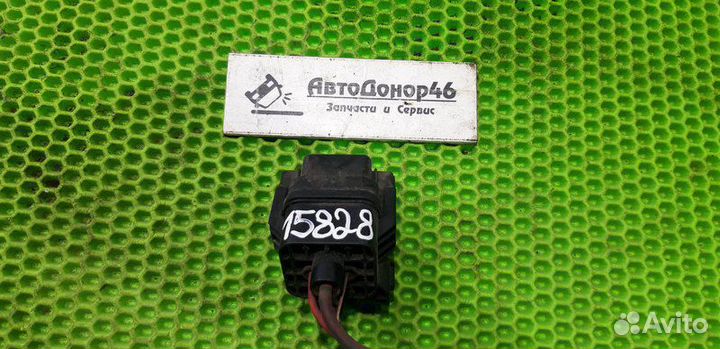 АвтоДонор46
Запчасти и Сервис
15828
Avito